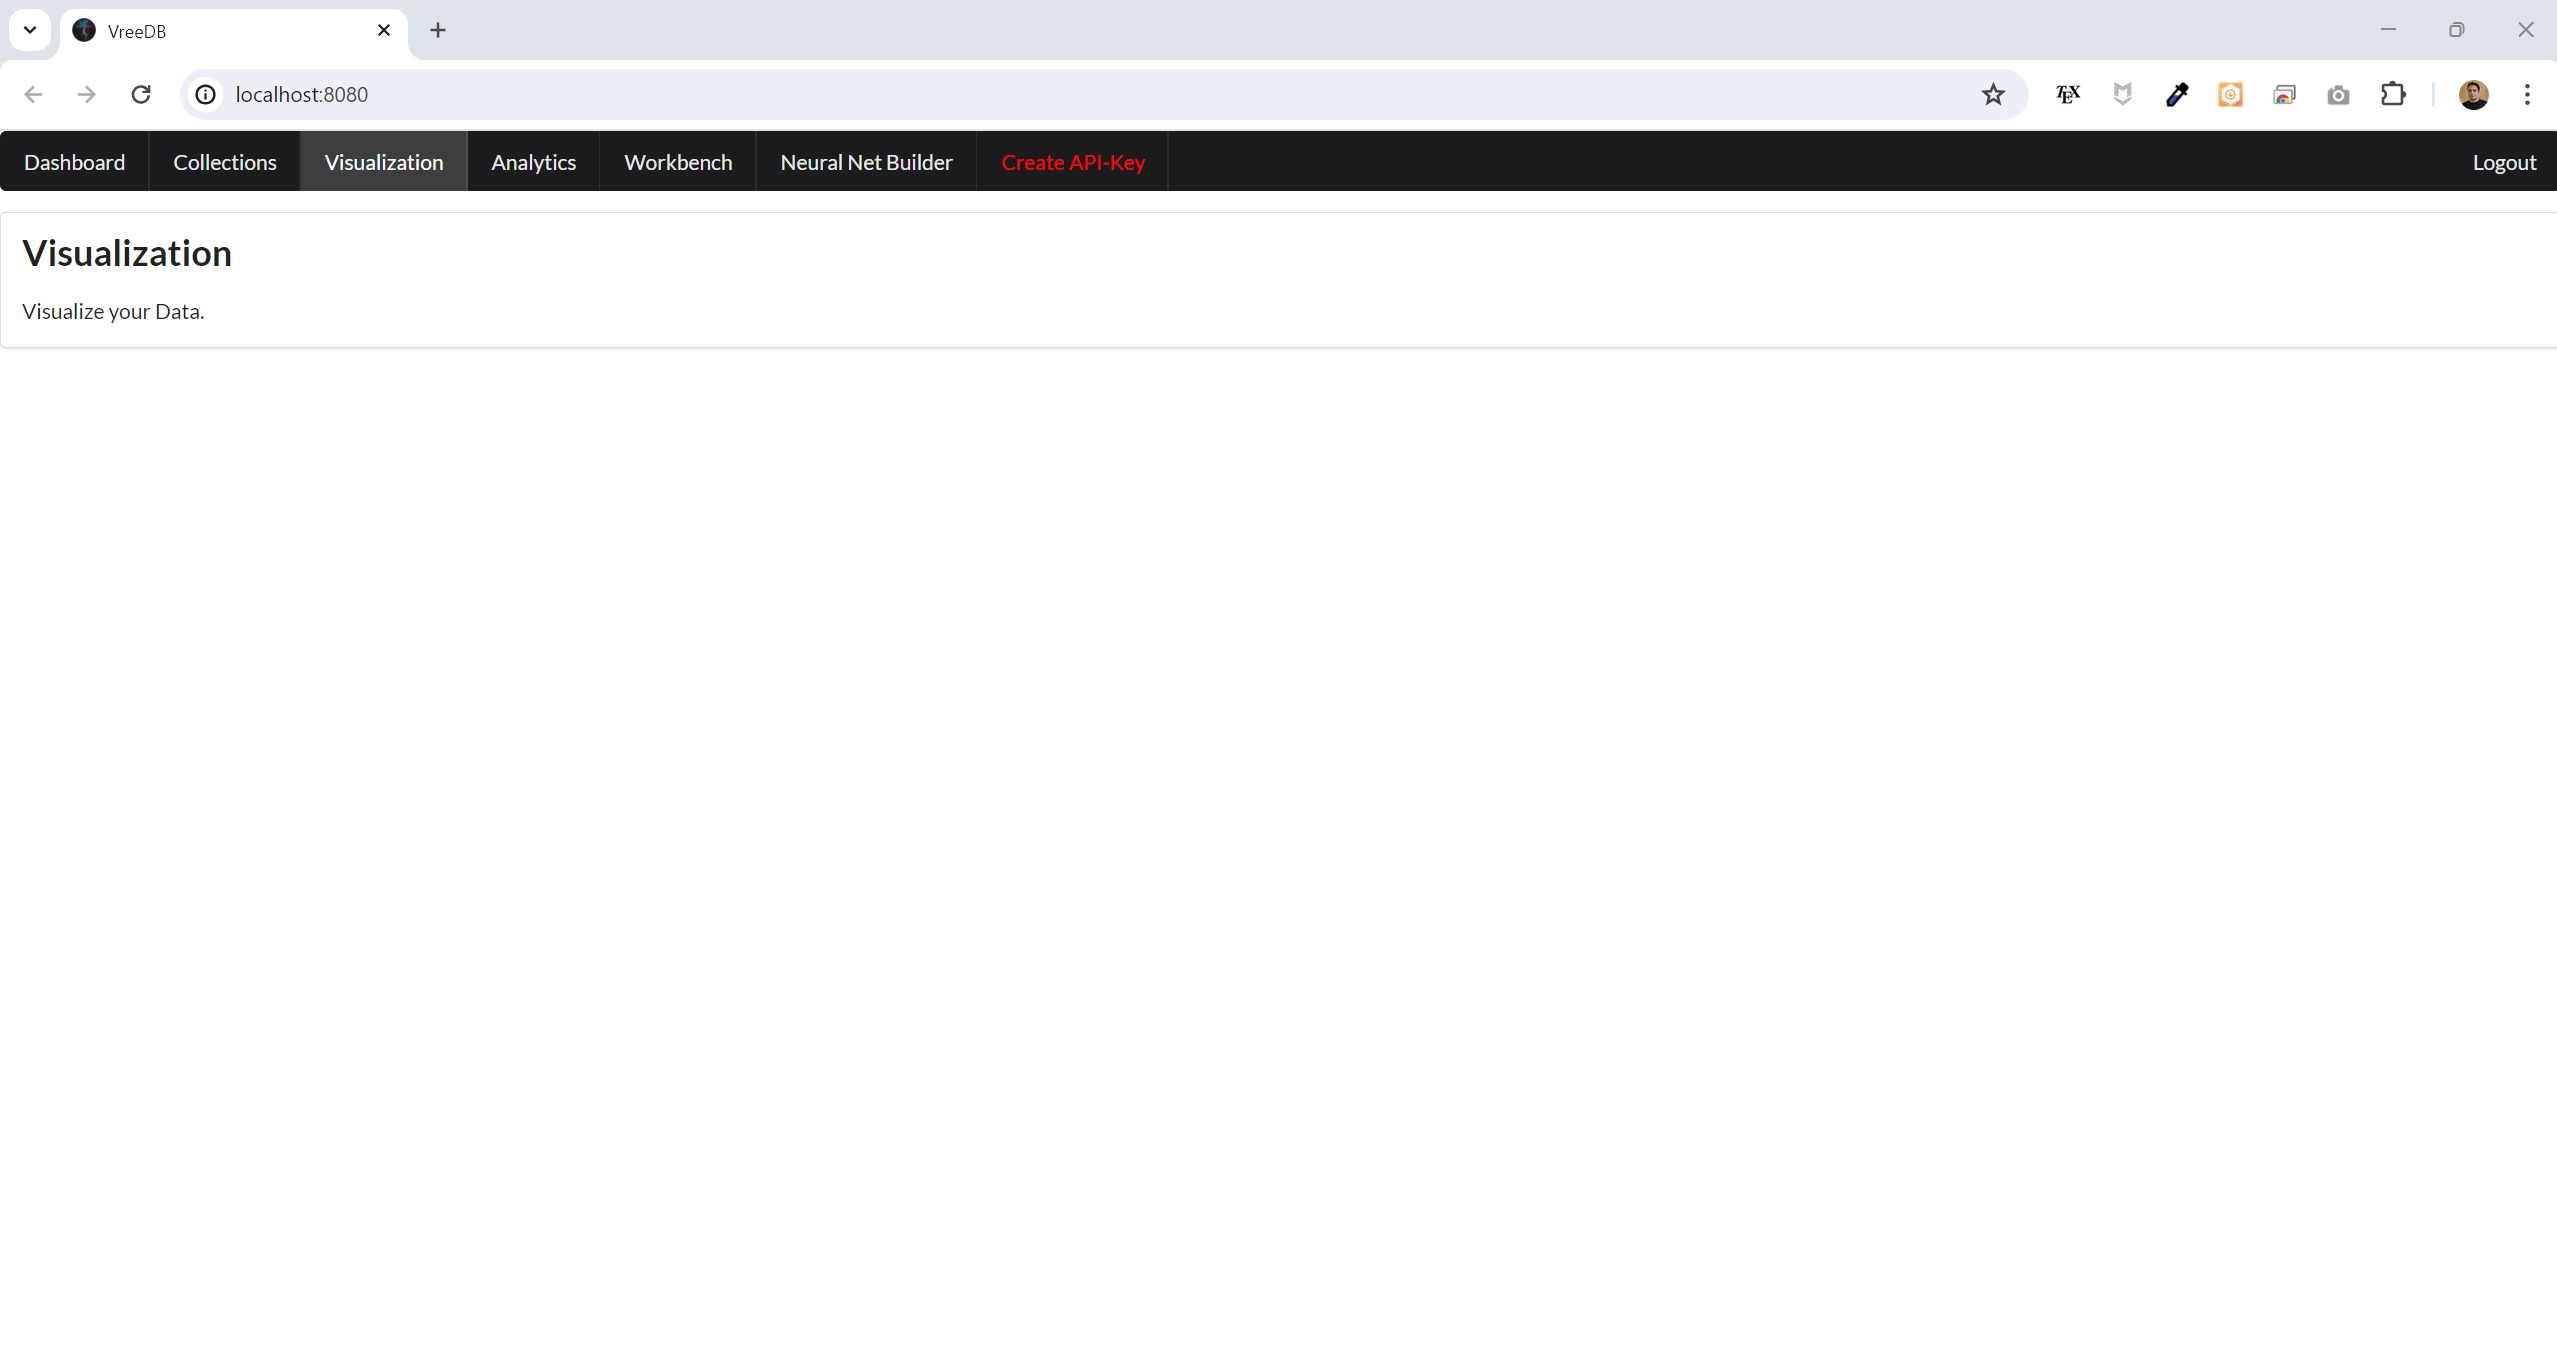 VreeDB
localhost:8080
TEX
Dashboard Collections Visualization Analytics Workbench Neural Net Builder Create API-Key Logout
Visualization
Visualize your Data.